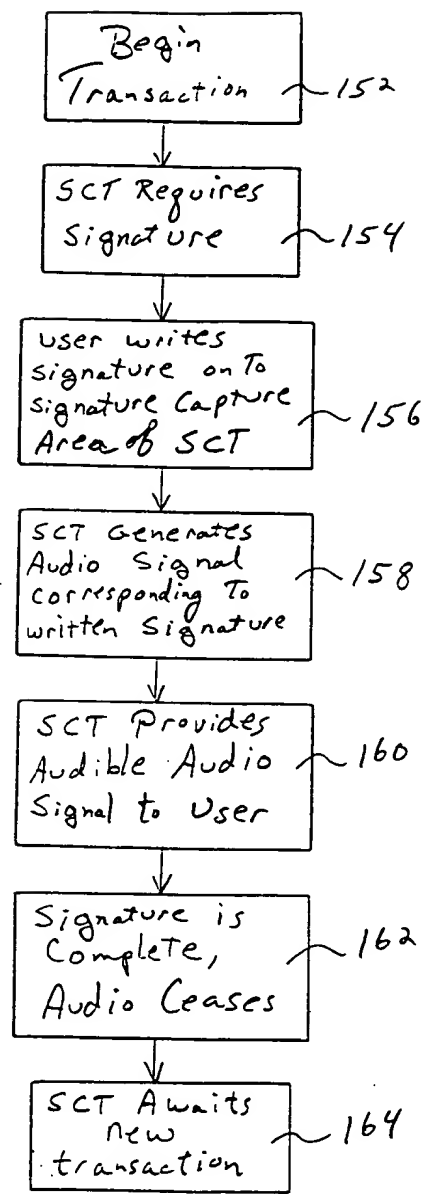 Begin
Transaction
152
SCT Requires
Signature
154
user writes
signature on To
signature Capture
Area of SCT
156
SCT Generates
Audio Signal
corresponding To
written Signature
158
SCT Provides
Audible Audio
Signal to User
160
Signature is
Complete,
Audio Ceases
162
SCT Awaits
new
transaction
164